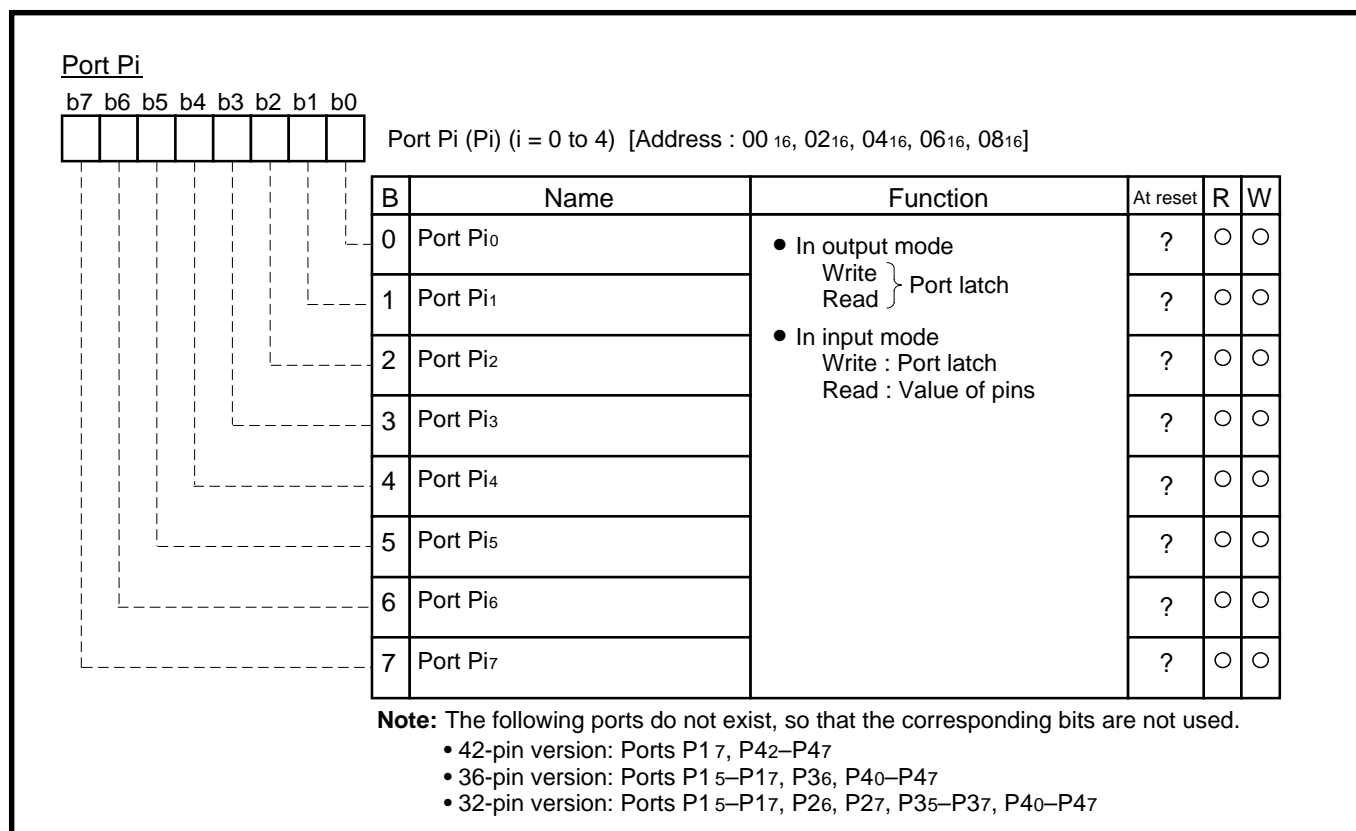 Port Pi
b7 b6 b5 b4 b3 b2 b1 b0
Port Pi (Pi) (i = 0 to 4) [Address : 00 16, 0216, 0416, 0616, 0816]
B Name Function At reset R W
0 Port Pi0 ? ○ ○
● In output mode
Write
Read } Port latch
1 Port Pi1 ? ○ ○
● In input mode
Write : Port latch
Read : Value of pins
2 Port Pi2 ? ○ ○
3 Port Pi3 ? ○ ○
4 Port Pi4 ? ○ ○
5 Port Pi5 ? ○ ○
6 Port Pi6 ? ○ ○
7 Port Pi7 ? ○ ○
Note: The following ports do not exist, so that the corresponding bits are not used.
• 42-pin version: Ports P1 7, P42–P47
• 36-pin version: Ports P1 5–P17, P36, P40–P47
• 32-pin version: Ports P1 5–P17, P26, P27, P35–P37, P40–P47